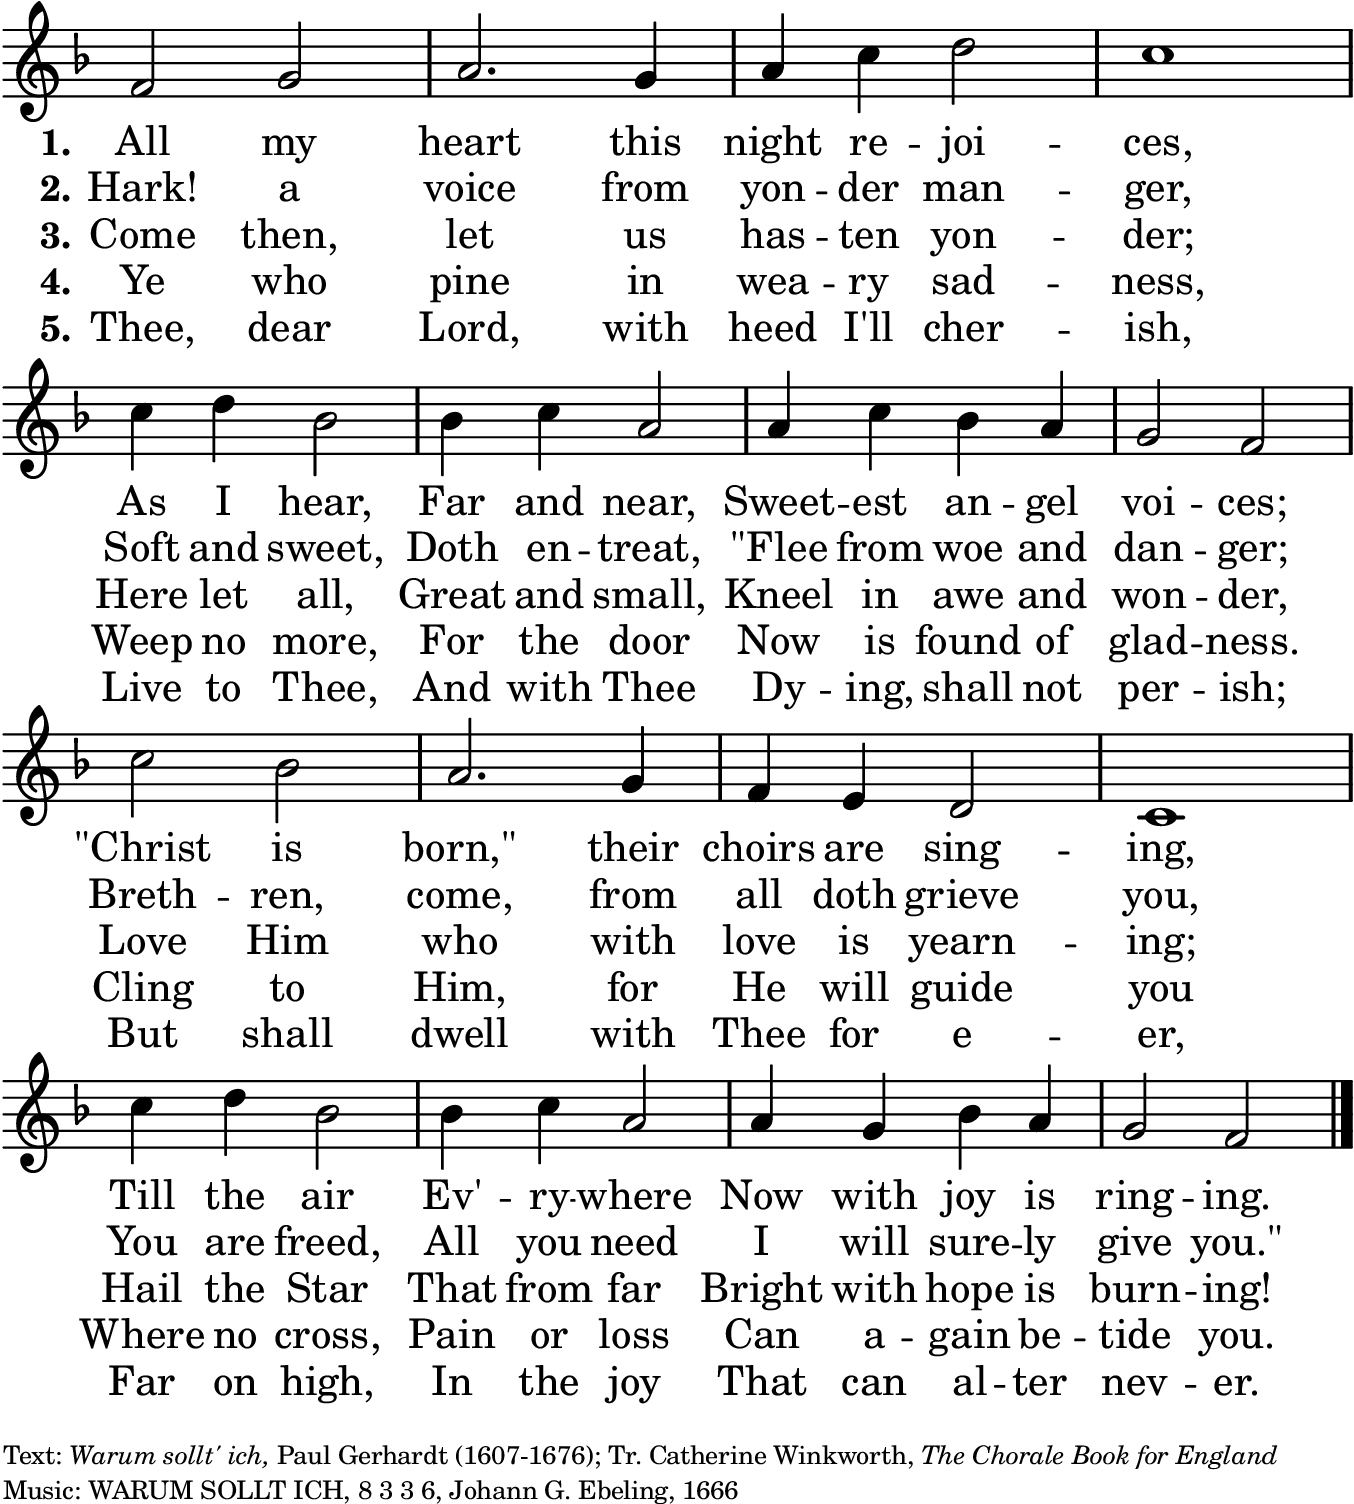 1. All my heart this night re - joi - ces,
2. Hark! a voice from yon - der man - ger,
3. Come then, let us has - ten yon - der;
4. Ye who pine in wea - ry sad - ness,
5. Thee, dear Lord, with heed I'll cher - ish,
As I hear, Far and near, Sweet - est an - gel voi - ces;
Soft and sweet, Doth en - treat, "Flee from woe and dan - ger;
Here let all, Great and small, Kneel in awe and won - der,
Weep no more, For the door Now is found of glad - ness.
Live to Thee, And with Thee Dy - ing, shall not per - ish;
"Christ is born," their choirs are sing - ing,
Breth - ren, come, from all doth grieve you,
Love Him who with love is yearn - ing;
Cling to Him, for He will guide you
But shall dwell with Thee for e - er,
Till the air Ev' - ry - where Now with joy is ring - ing.
You are freed, All you need I will sure - ly give you."
Hail the Star That from far Bright with hope is burn - ing!
Where no cross, Pain or loss Can a - gain be - tide you.
Far on high, In the joy That can al - ter nev - er.
Text: Warum sollt' ich, Paul Gerhardt (1607-1676); Tr. Catherine Winkworth, The Chorale Book for England
Music: WARUM SOLLT ICH, 8 3 3 6, Johann G. Ebeling, 1666